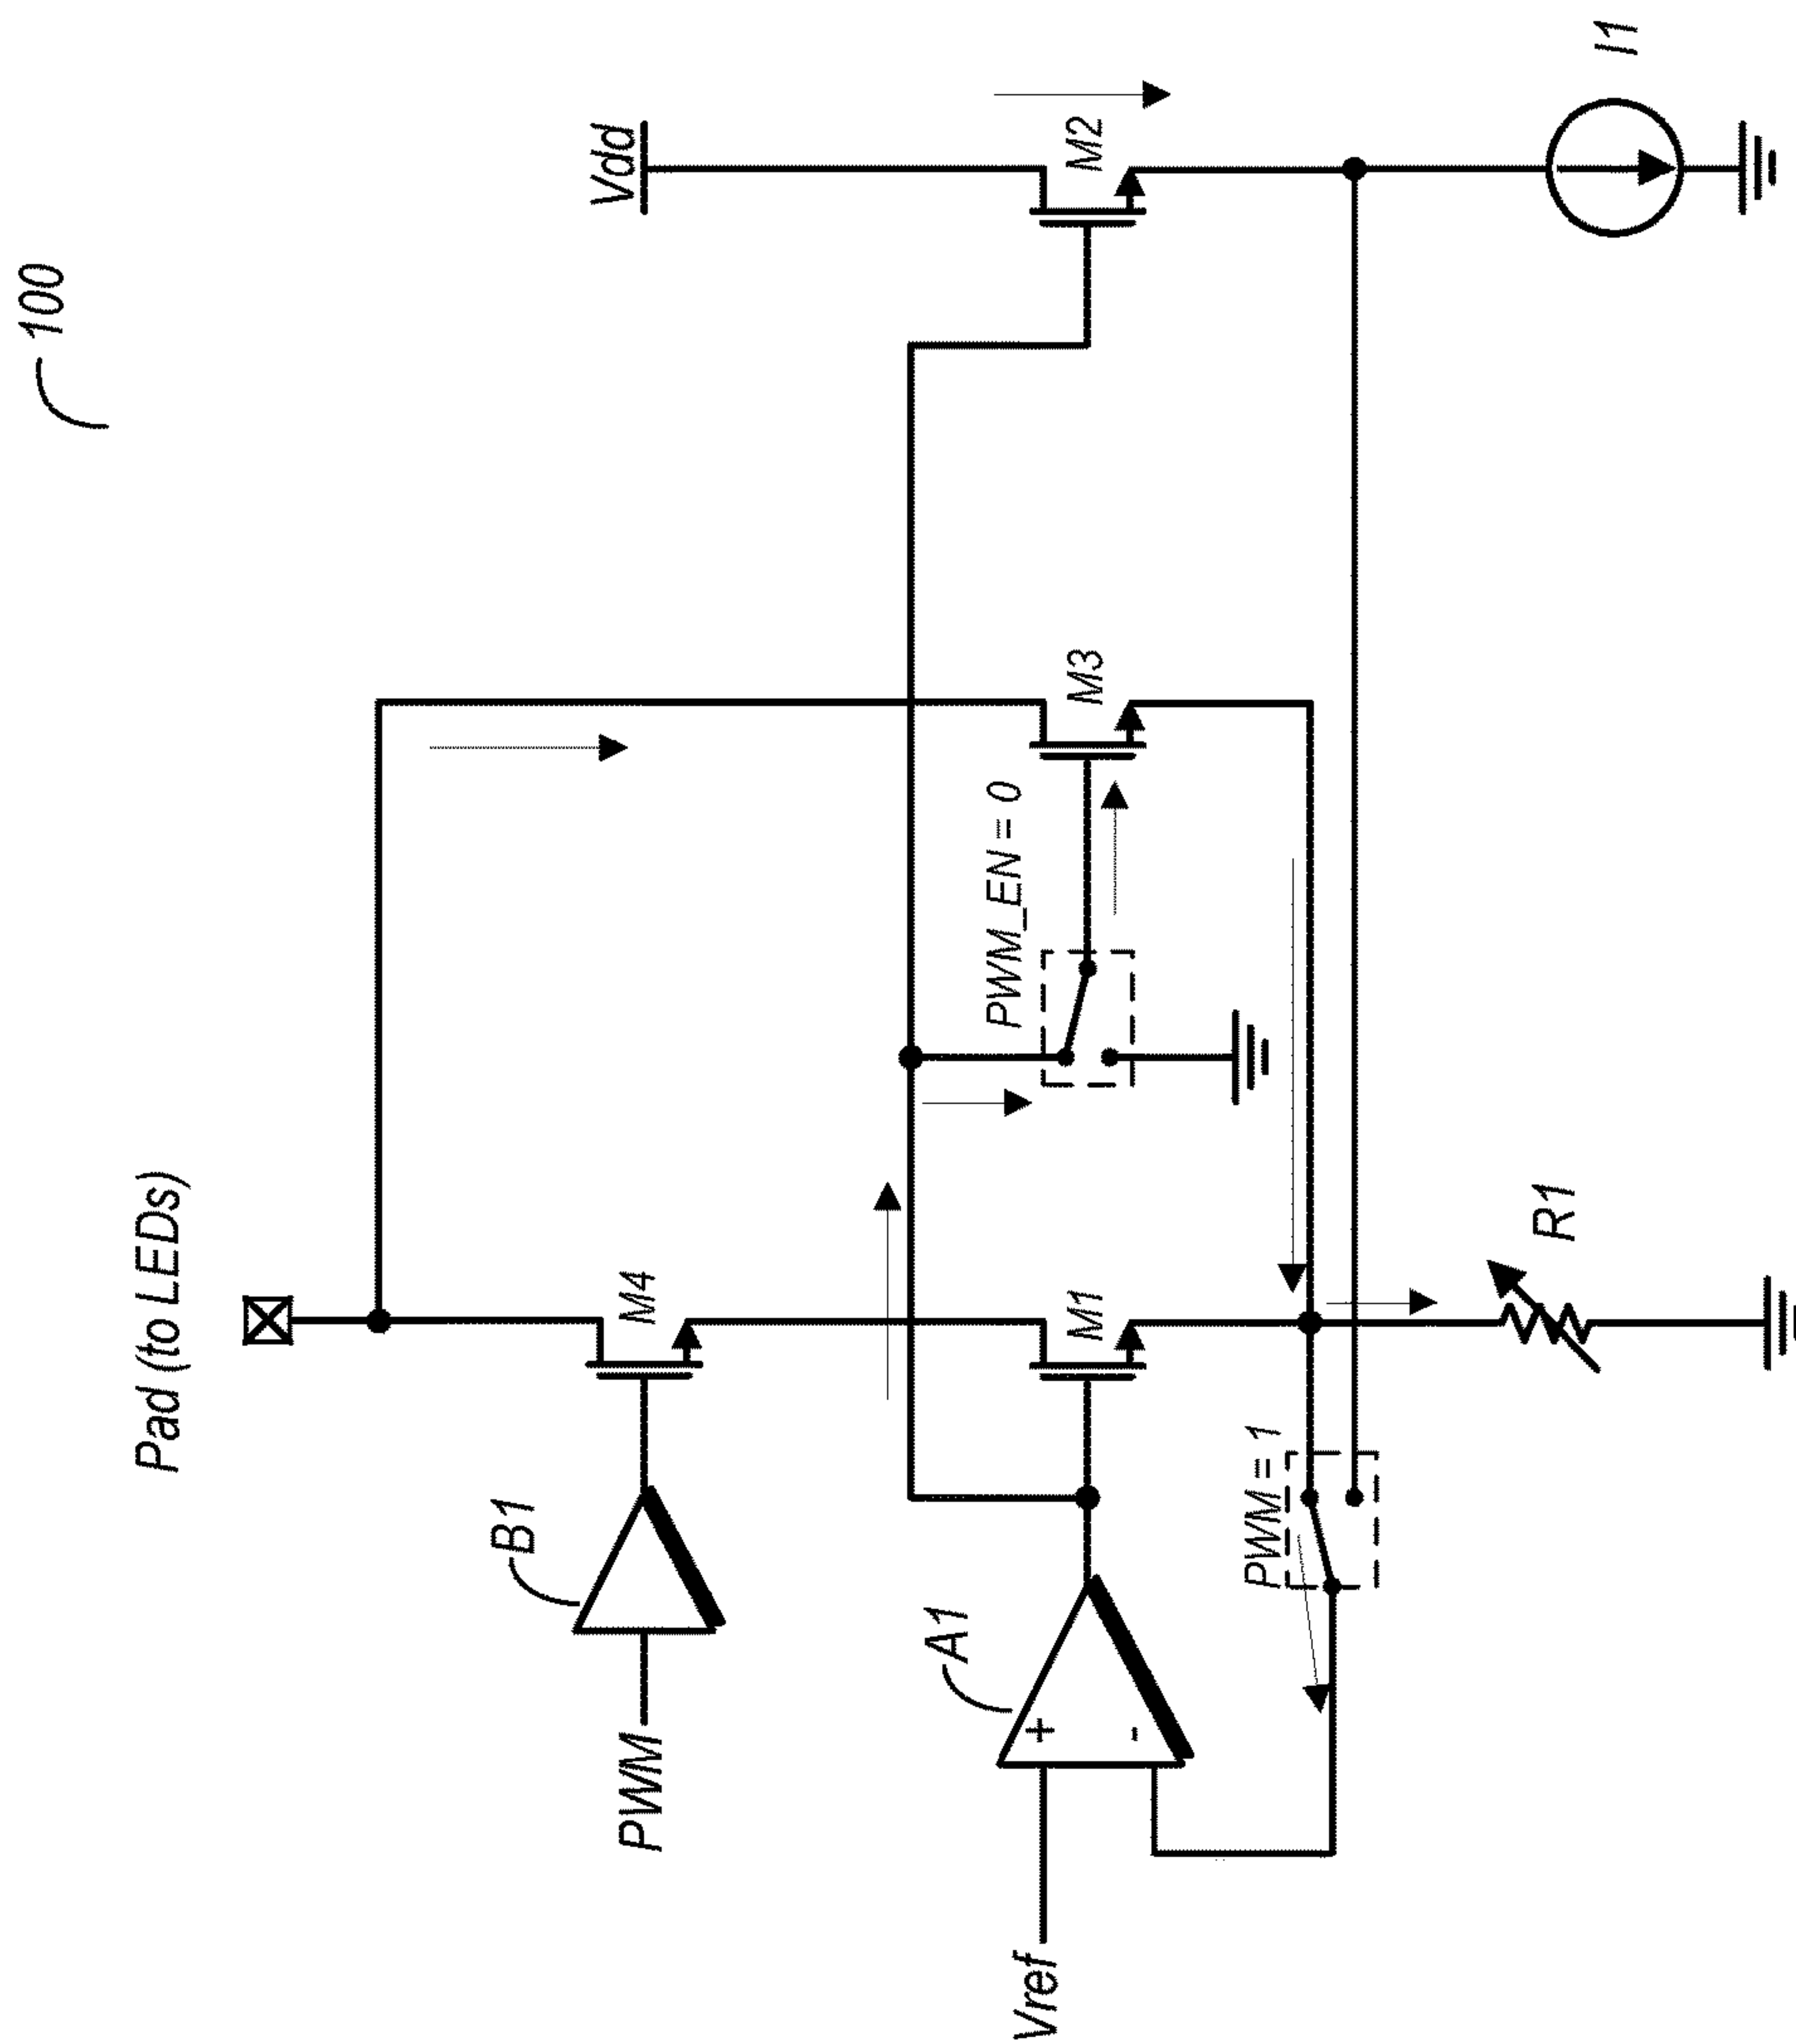 100
Pad (to LEDs)
Vdd
B1
M4
PWM
A1
+
-
M1
PWM_EN = 0
M3
M2
PWM = 1
Vref
R1
I1